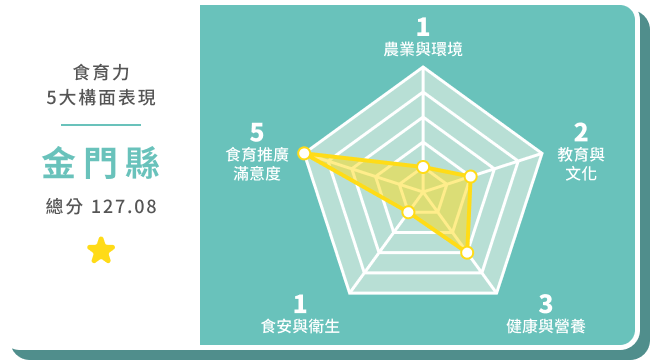 食育力
5大構面表現
金門縣
總分 127.08
1
農業與環境
2
教育與
文化
3
健康與營養
1
食安與衛生
5
食育推廣
滿意度